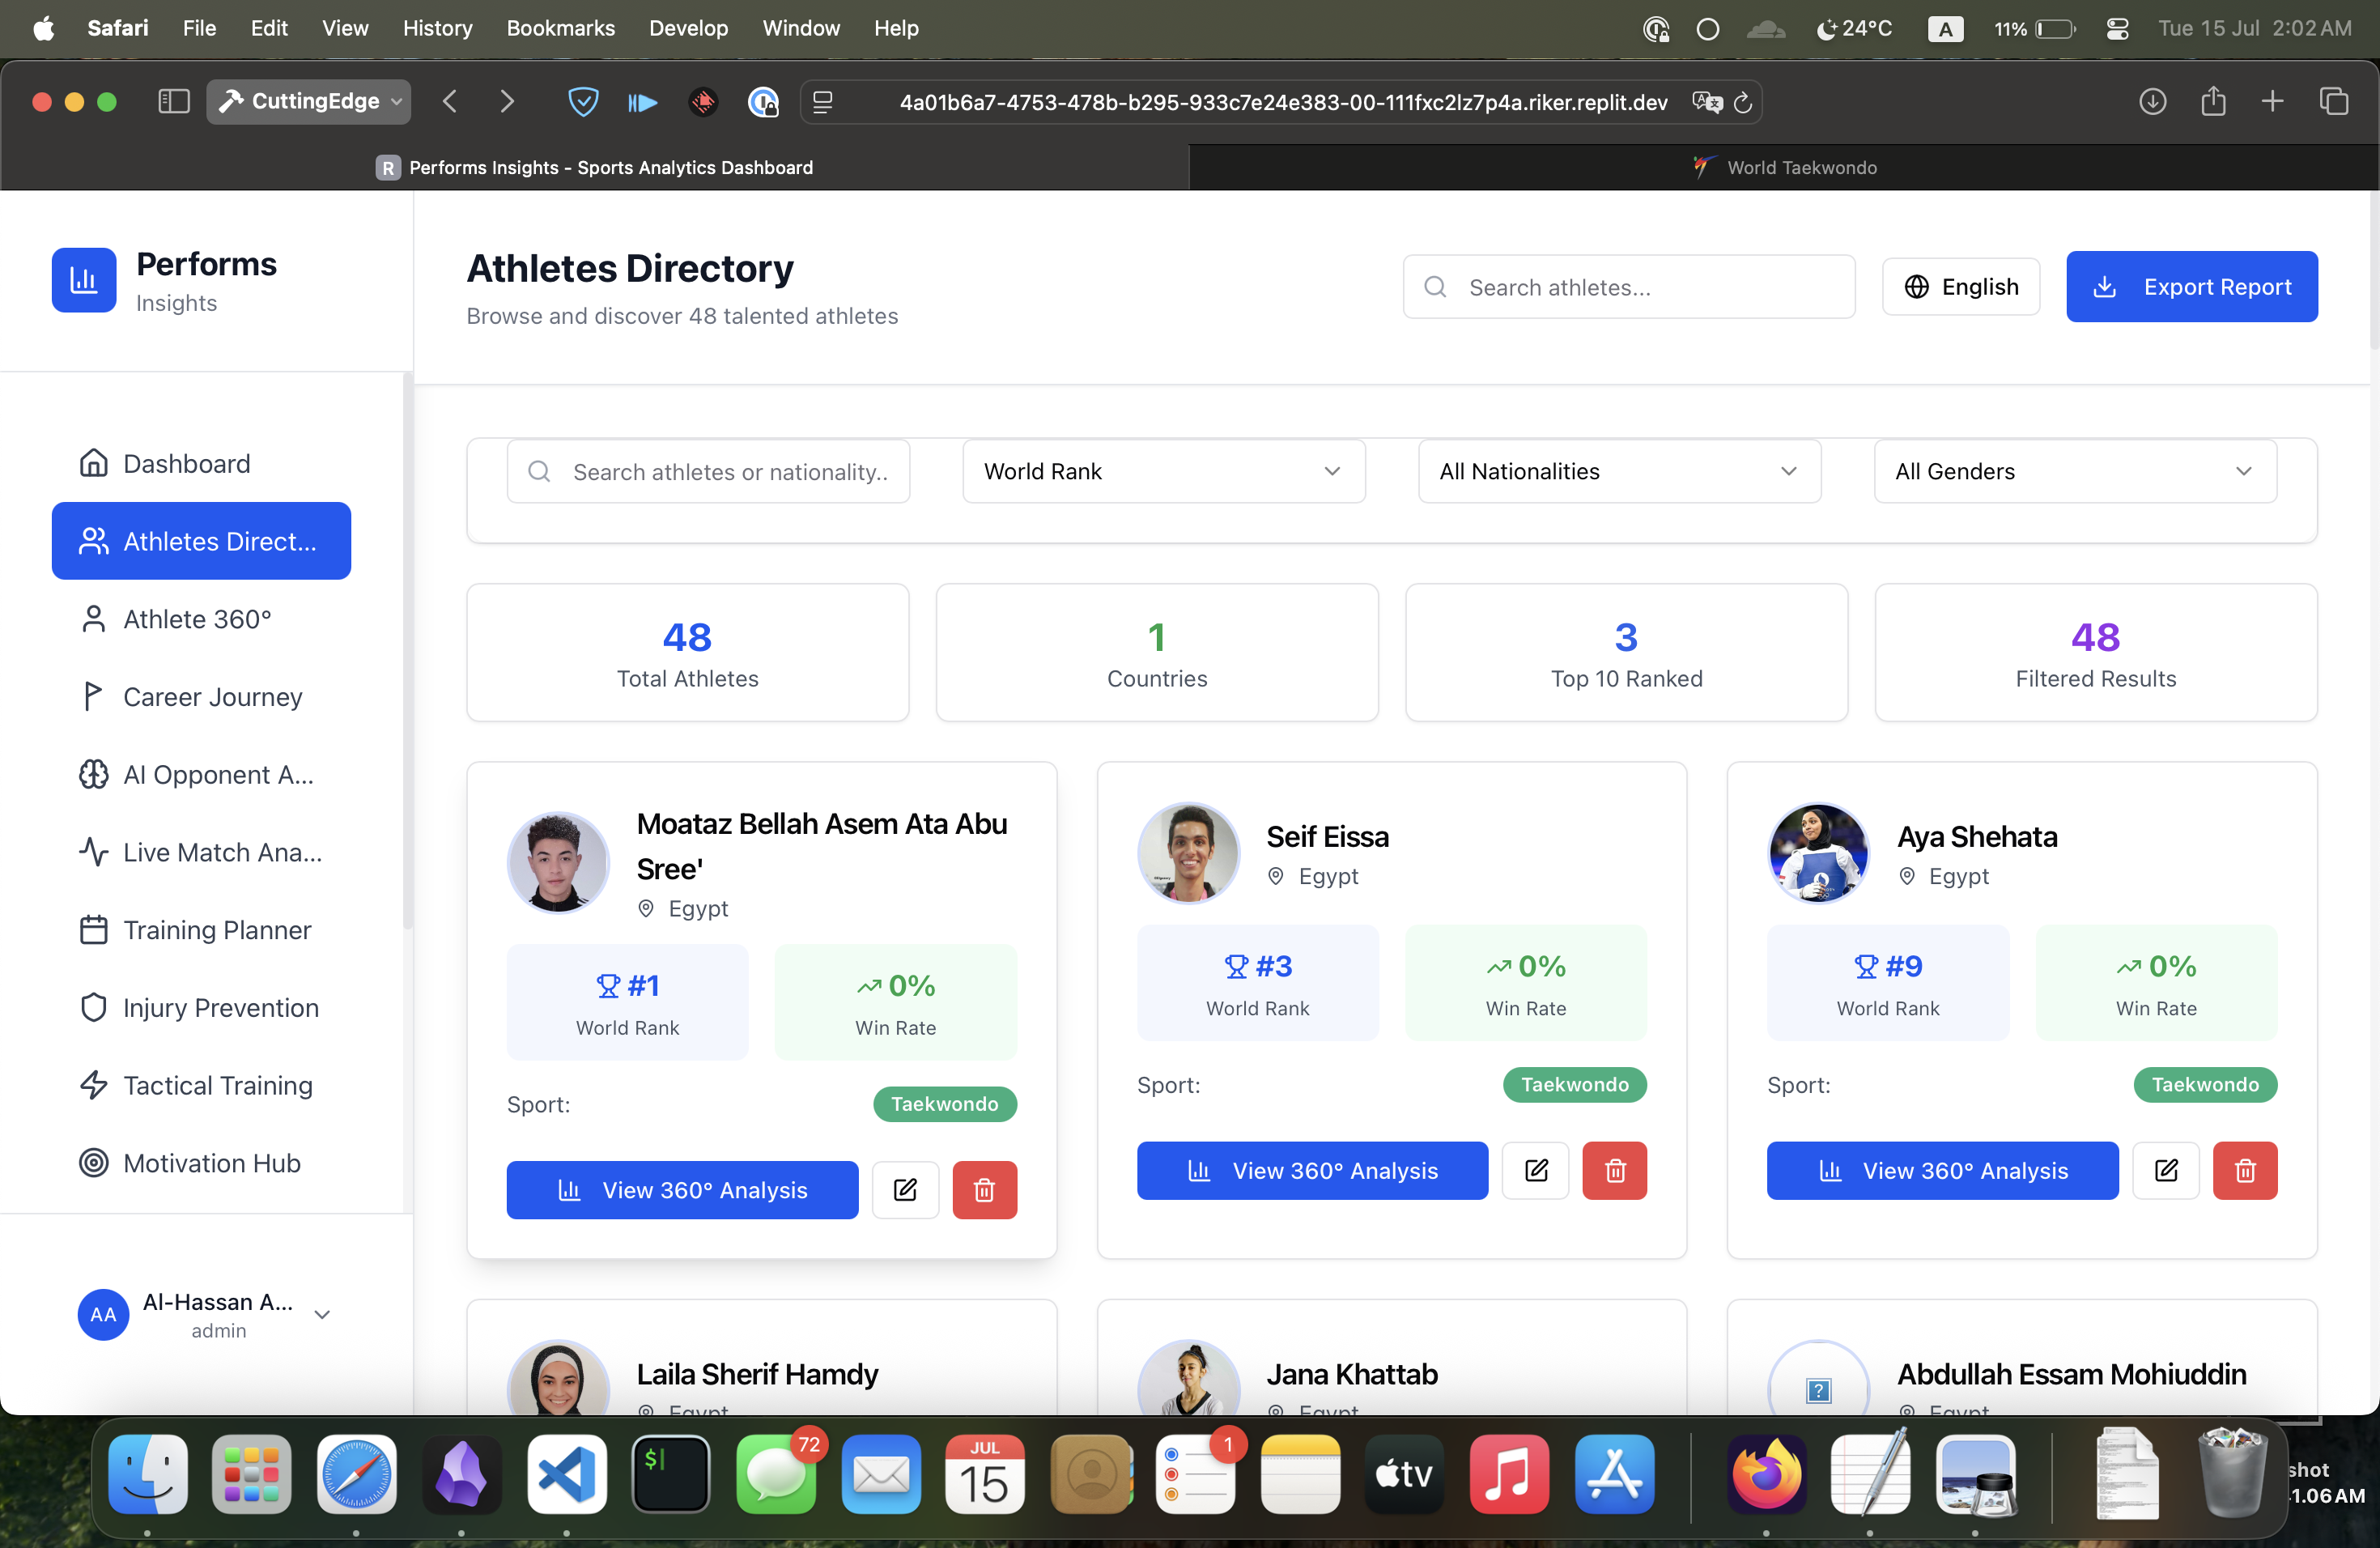 Safari File Edit View History Bookmarks Develop Window Help 24°C A 11% Tue 15 Jul 2:02 AM
CuttingEdge 4a01b6a7-4753-478b-b295-933c7e24e383-00-111fxc2lz7p4a.riker.replit.dev
R Performs Insights - Sports Analytics Dashboard World Taekwondo
Performs
Insights
Athletes Directory
Browse and discover 48 talented athletes
Search athletes... English Export Report
Dashboard
Athletes Direct...
Athlete 360°
Career Journey
AI Opponent A...
Live Match Ana...
Training Planner
Injury Prevention
Tactical Training
Motivation Hub
AA Al-Hassan A...
admin
Search athletes or nationality.. World Rank All Nationalities All Genders
48 1 3 48
Total Athletes Countries Top 10 Ranked Filtered Results
Moataz Bellah Asem Ata Abu
Sree'
Egypt
#1 0%
World Rank Win Rate
Sport: Taekwondo
View 360° Analysis
Seif Eissa
Egypt
#3 0%
World Rank Win Rate
Sport: Taekwondo
View 360° Analysis
Aya Shehata
Egypt
#9 0%
World Rank Win Rate
Sport: Taekwondo
View 360° Analysis
Laila Sherif Hamdy
Egypt
Jana Khattab
Egypt
?
Abdullah Essam Mohiuddin
Egypt
$ 72 JUL
15
1
tv
shot
1.06 AM